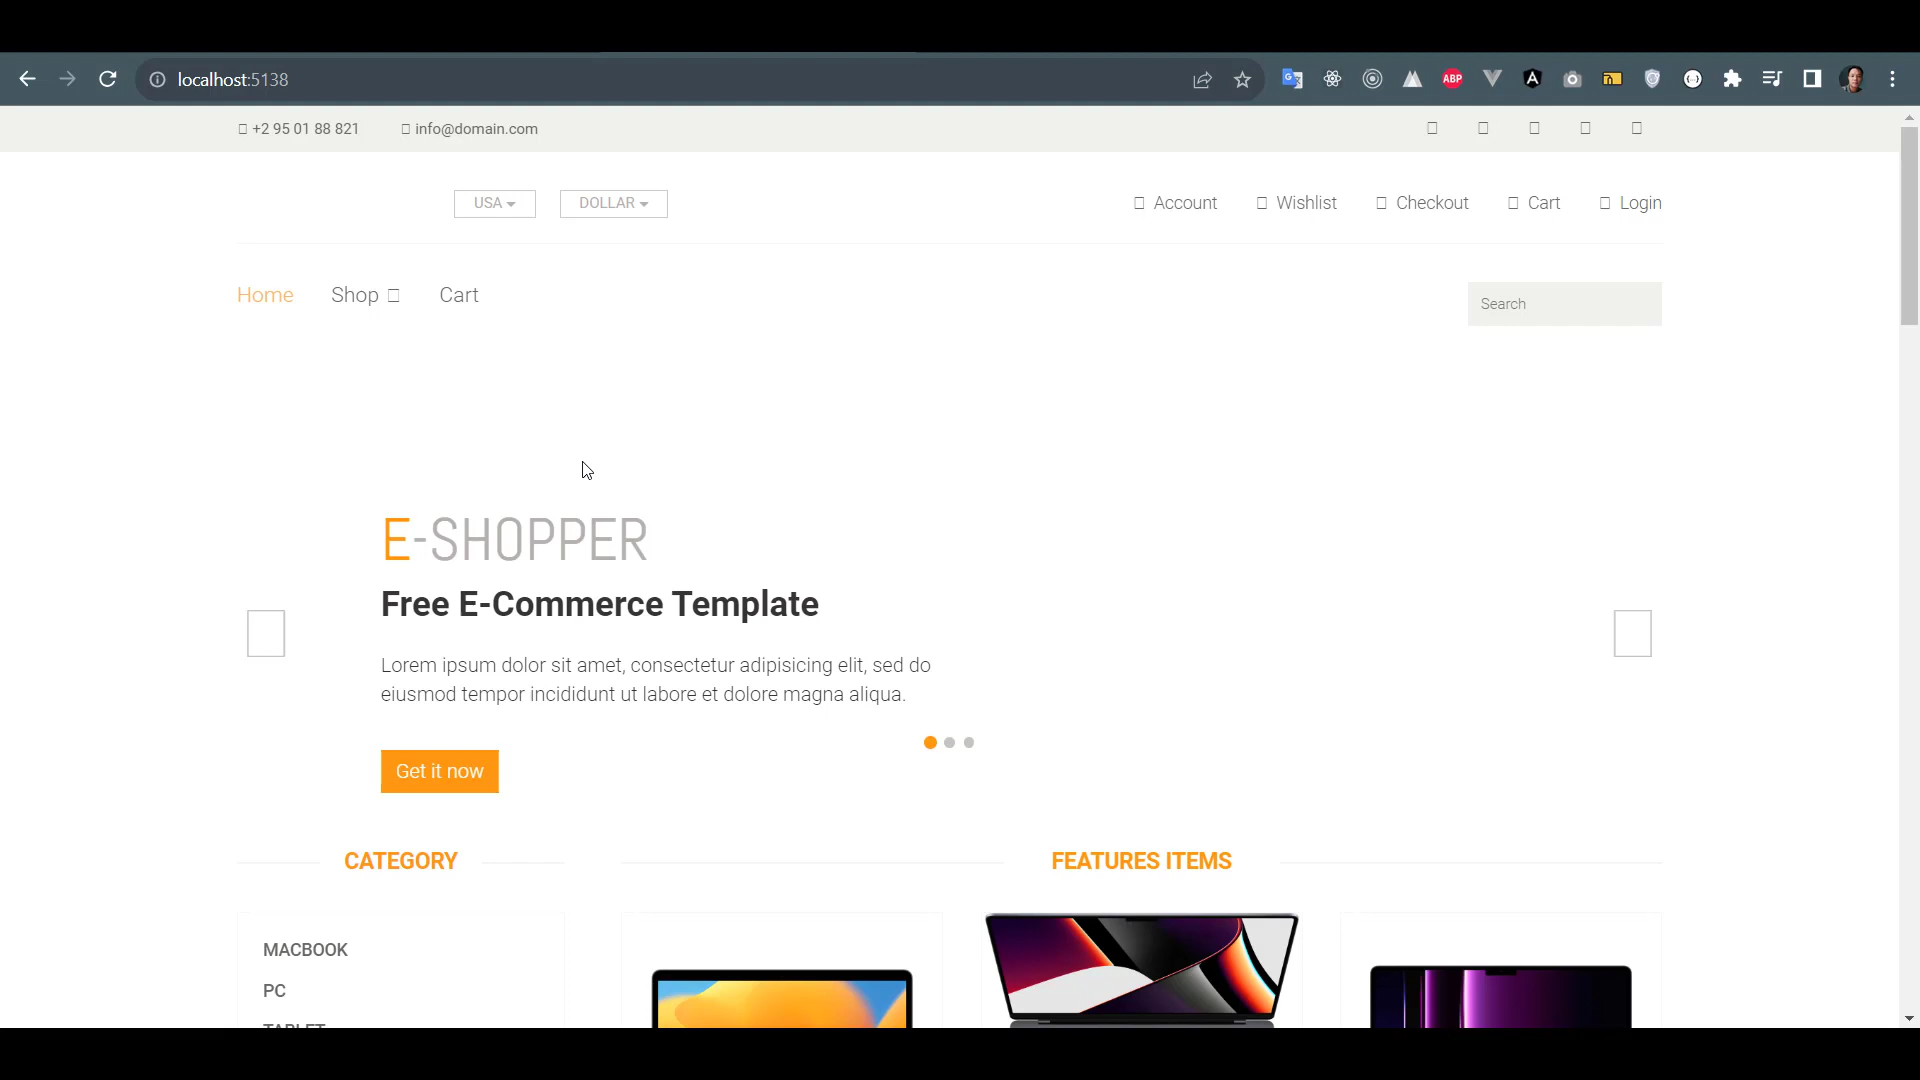 localhost:5138
ABP
+2 95 01 88 821 info@domain.com
USA DOLLAR Account Wishlist Checkout Cart Login
Home Shop Cart Search
E-SHOPPER
Free E-Commerce Template
Lorem ipsum dolor sit amet, consectetur adipisicing elit, sed do
eiusmod tempor incididunt ut labore et dolore magna aliqua.
Get it now
CATEGORY FEATURES ITEMS
MACBOOK
PC
TABLET